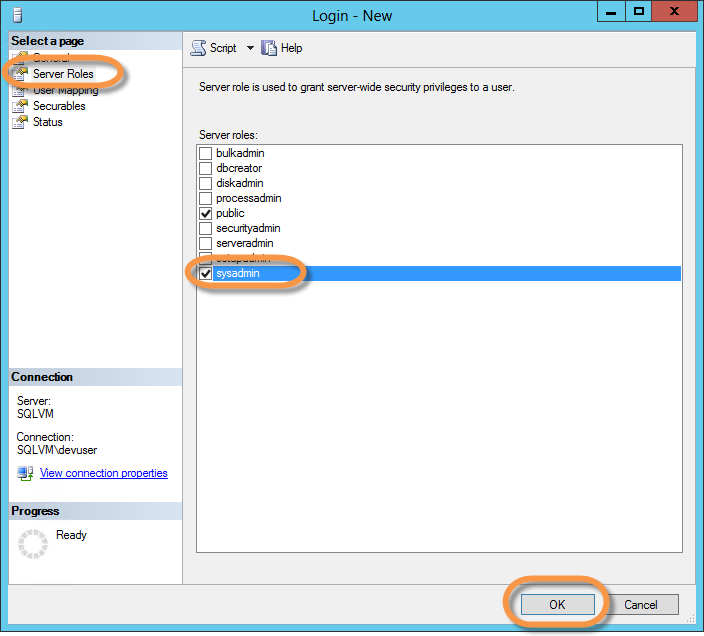 Login - New
X
Select a page
General
Server Roles
User Mapping
Securables
Status
Script
Help
Server role is used to grant server-wide security privileges to a user.
Server roles:
bulkadmin
dbcreator
diskadmin
processadmin
public
securityadmin
serveradmin
setupadmin
sysadmin
Connection
Server:
SQLVM
Connection:
SQLVM\devuser
View connection properties
Progress
Ready
OK
Cancel